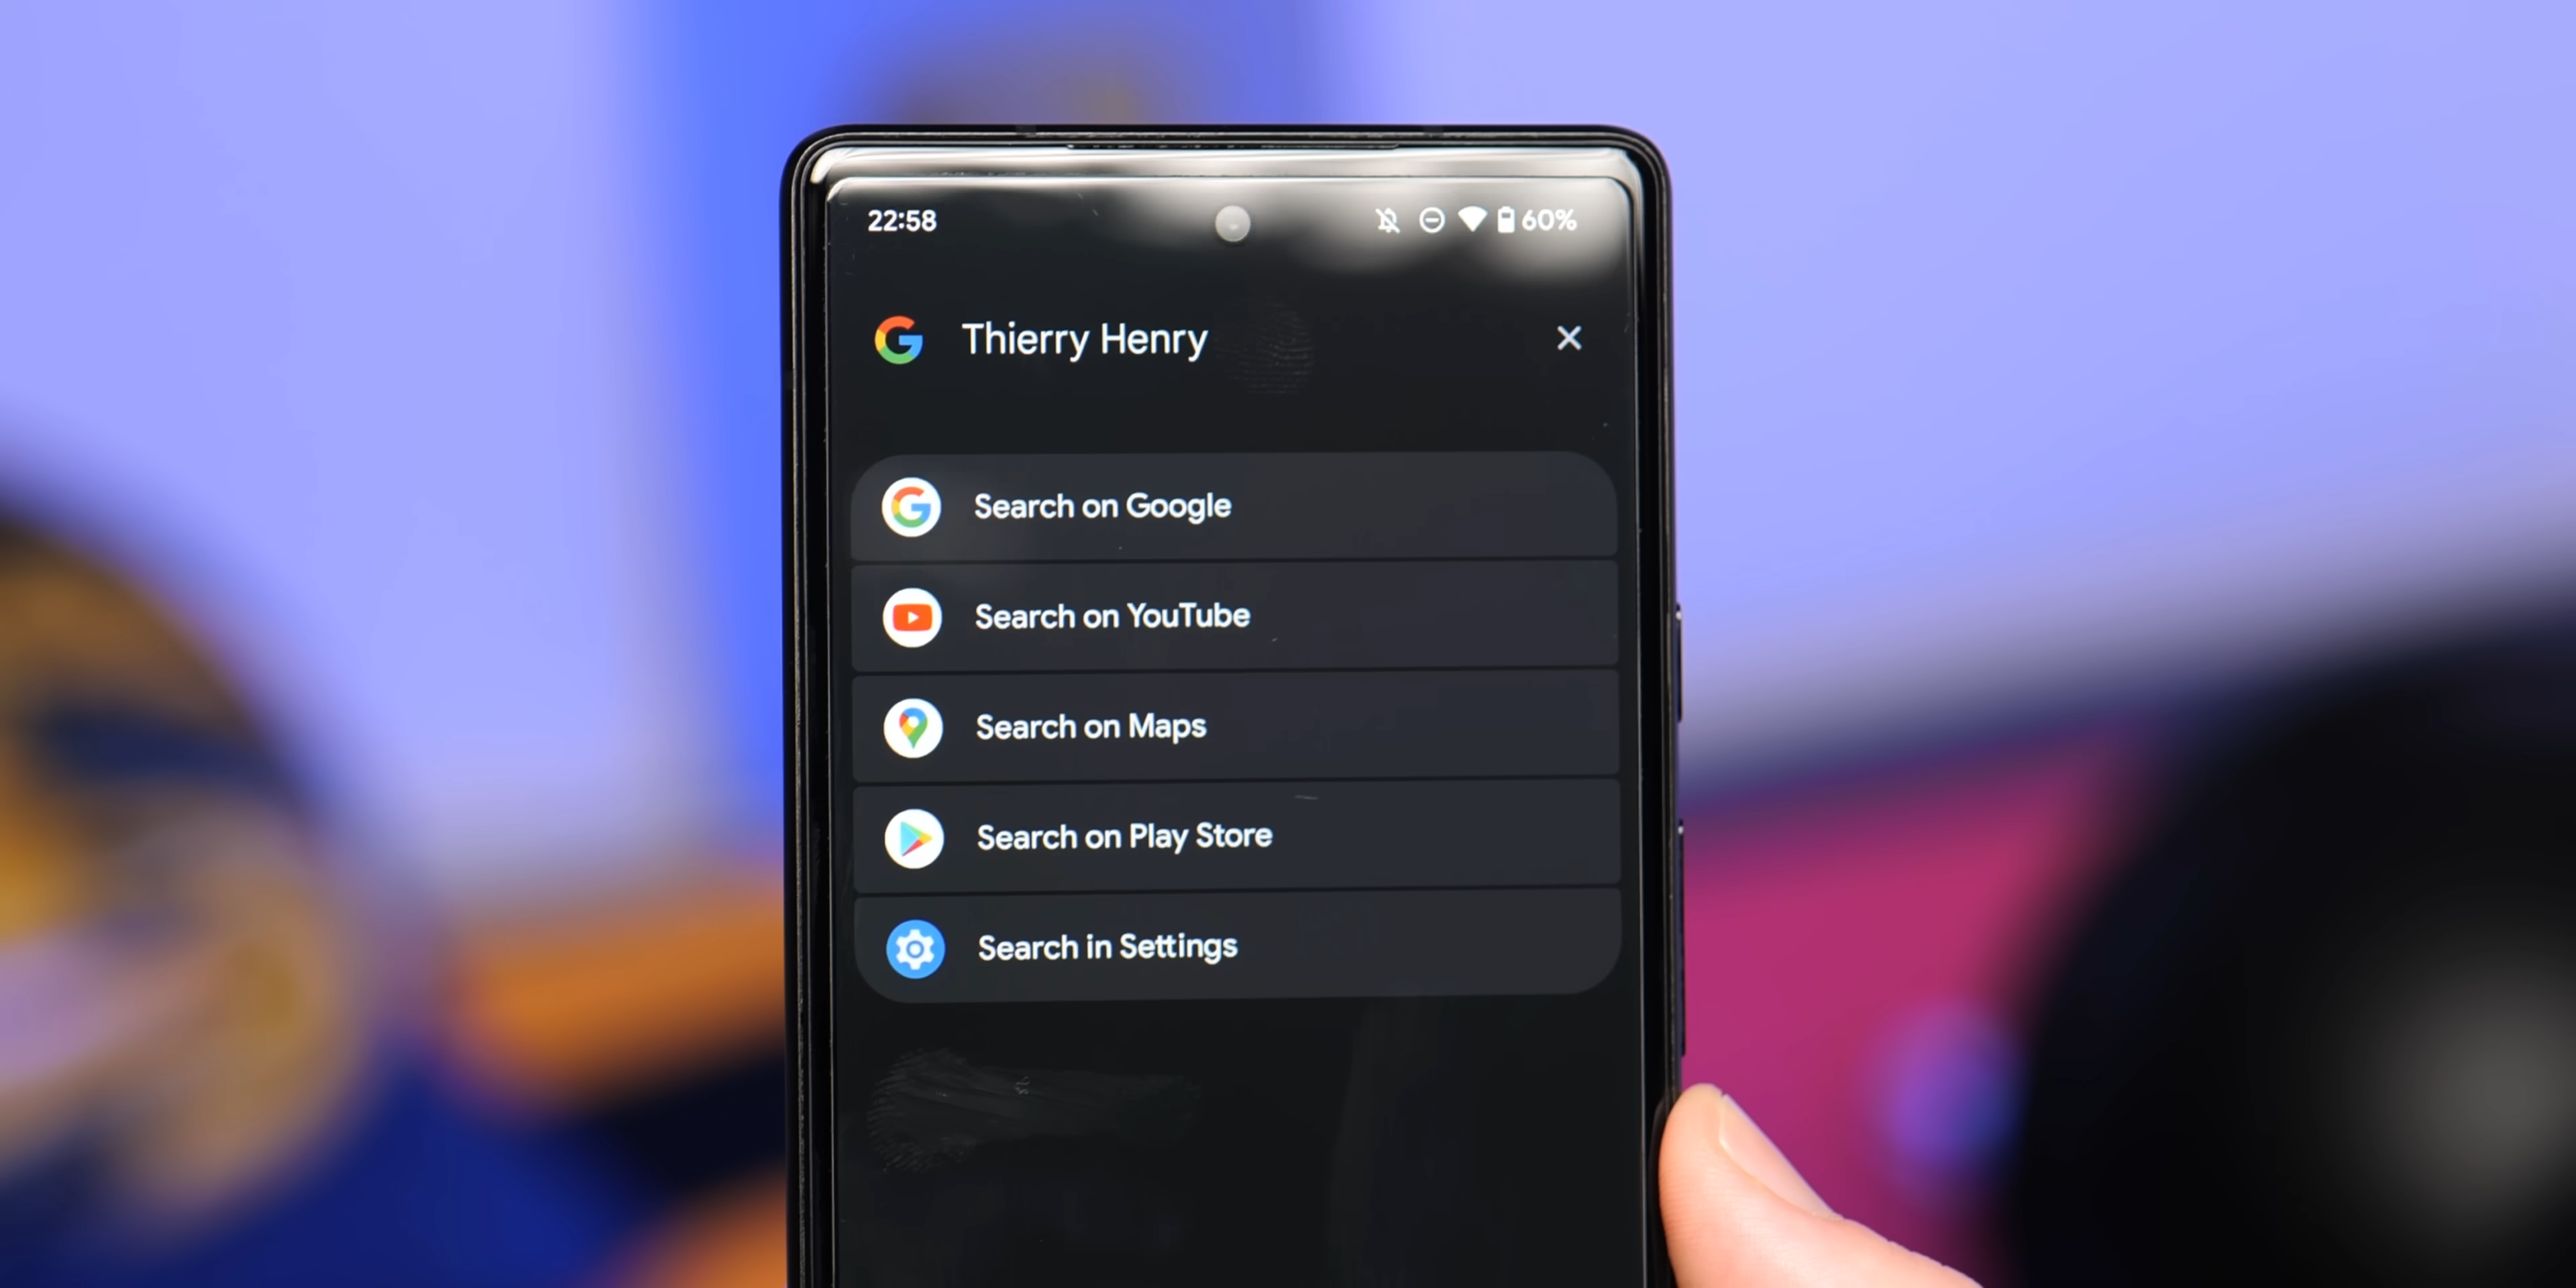 22:58 60%
Thierry Henry
Search on Google
Search on YouTube
Search on Maps
Search on Play Store
Search in Settings